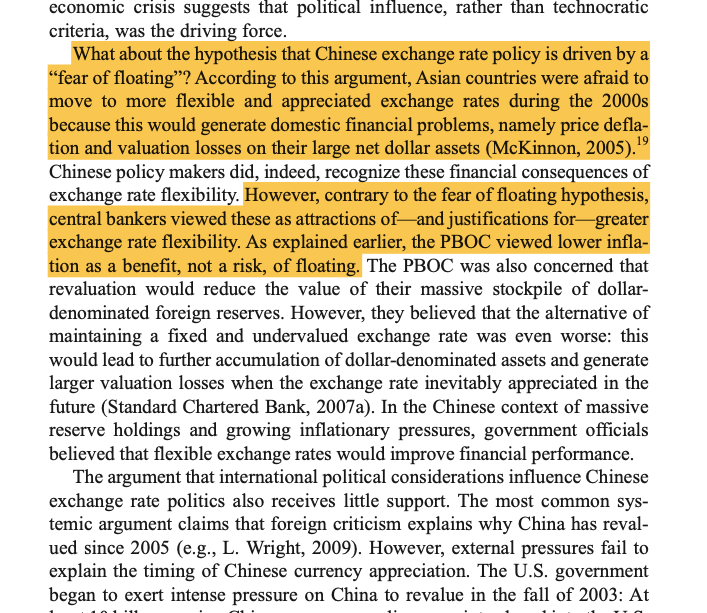 economic crisis suggests that political influence, rather than technocratic
criteria, was the driving force.
What about the hypothesis that Chinese exchange rate policy is driven by a
“fear of floating”? According to this argument, Asian countries were afraid to
move to more flexible and appreciated exchange rates during the 2000s
because this would generate domestic financial problems, namely price defla-
tion and valuation losses on their large net dollar assets (McKinnon, 2005).19
Chinese policy makers did, indeed, recognize these financial consequences of
exchange rate flexibility. However, contrary to the fear of floating hypothesis,
central bankers viewed these as attractions of—and justifications for—greater
exchange rate flexibility. As explained earlier, the PBOC viewed lower infla-
tion as a benefit, not a risk, of floating. The PBOC was also concerned that
revaluation would reduce the value of their massive stockpile of dollar-
denominated foreign reserves. However, they believed that the alternative of
maintaining a fixed and undervalued exchange rate was even worse: this
would lead to further accumulation of dollar-denominated assets and generate
larger valuation losses when the exchange rate inevitably appreciated in the
future (Standard Chartered Bank, 2007a). In the Chinese context of massive
reserve holdings and growing inflationary pressures, government officials
believed that flexible exchange rates would improve financial performance.
The argument that international political considerations influence Chinese
exchange rate politics also receives little support. The most common sys-
temic argument claims that foreign criticism explains why China has reval-
ued since 2005 (e.g., L. Wright, 2009). However, external pressures fail to
explain the timing of Chinese currency appreciation. The U.S. government
began to exert intense pressure on China to revalue in the fall of 2003: At